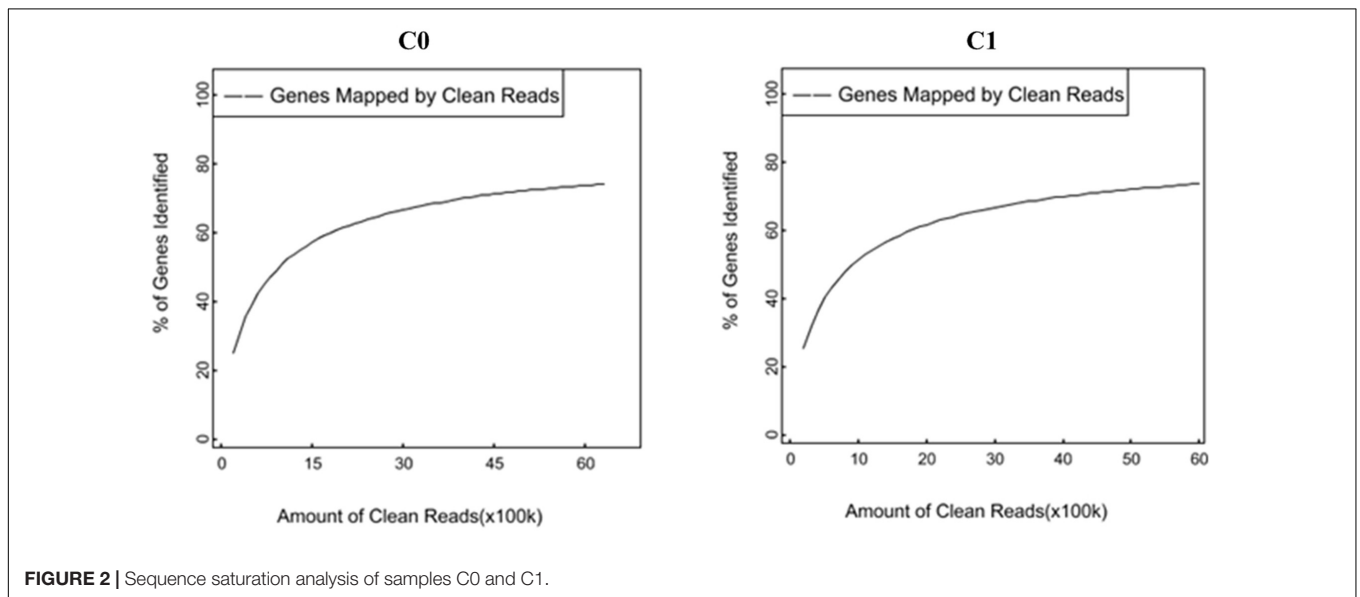 C0
— — Genes Mapped by Clean Reads
% of Genes Identified
100
80
60
40
20
0
0 15 30 45 60
Amount of Clean Reads(x100k)
C1
— — Genes Mapped by Clean Reads
% of Genes Identified
100
80
60
40
20
0
0 10 20 30 40 50 60
Amount of Clean Reads(x100k)
FIGURE 2 | Sequence saturation analysis of samples C0 and C1.